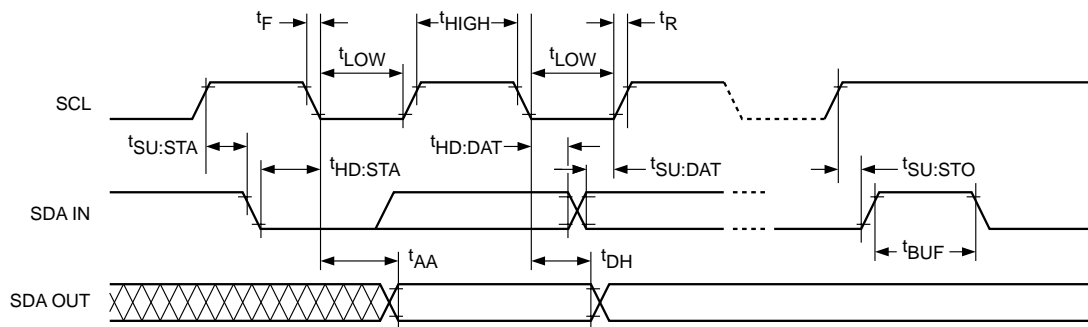 tF
tHIGH
tR
tLOW
tLOW
SCL
tSU:STA
tHD:STA
tHD:DAT
tSU:DAT
tSU:STO
SDA IN
tBUF
tAA
tDH
SDA OUT